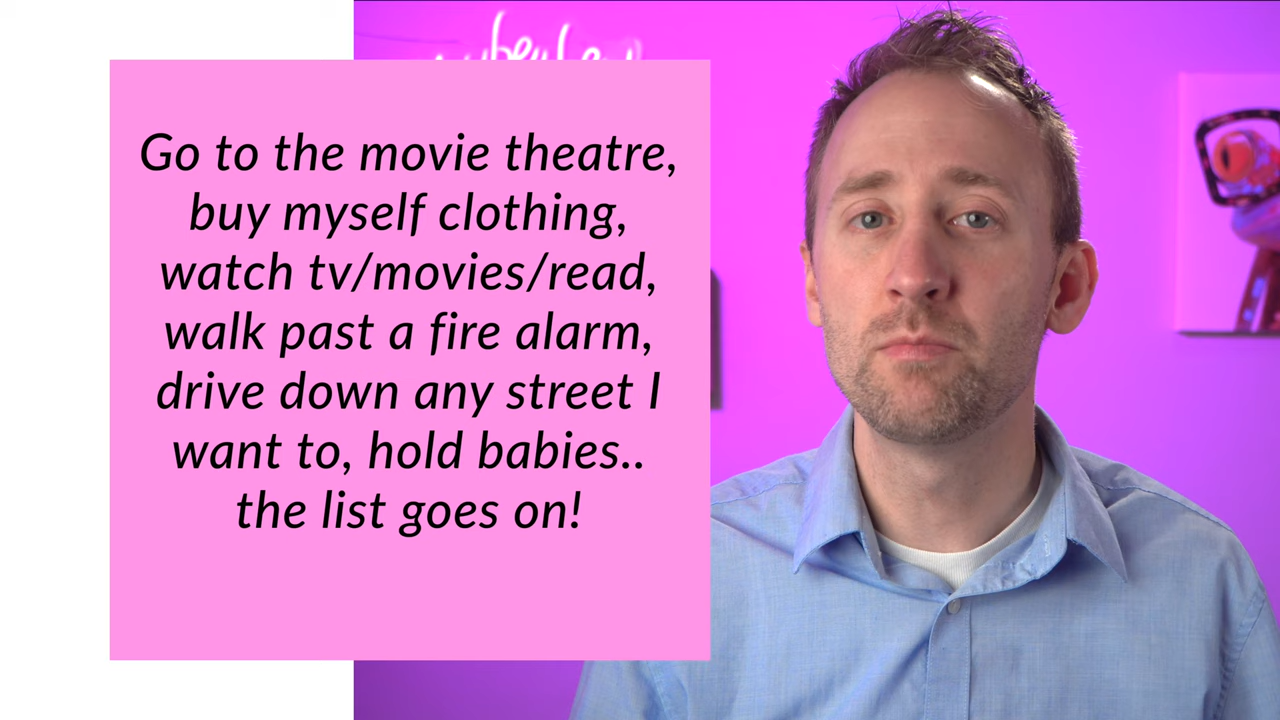 Go to the movie theatre,
buy myself clothing,
watch tv/movies/read,
walk past a fire alarm,
drive down any street I
want to, hold babies..
the list goes on!